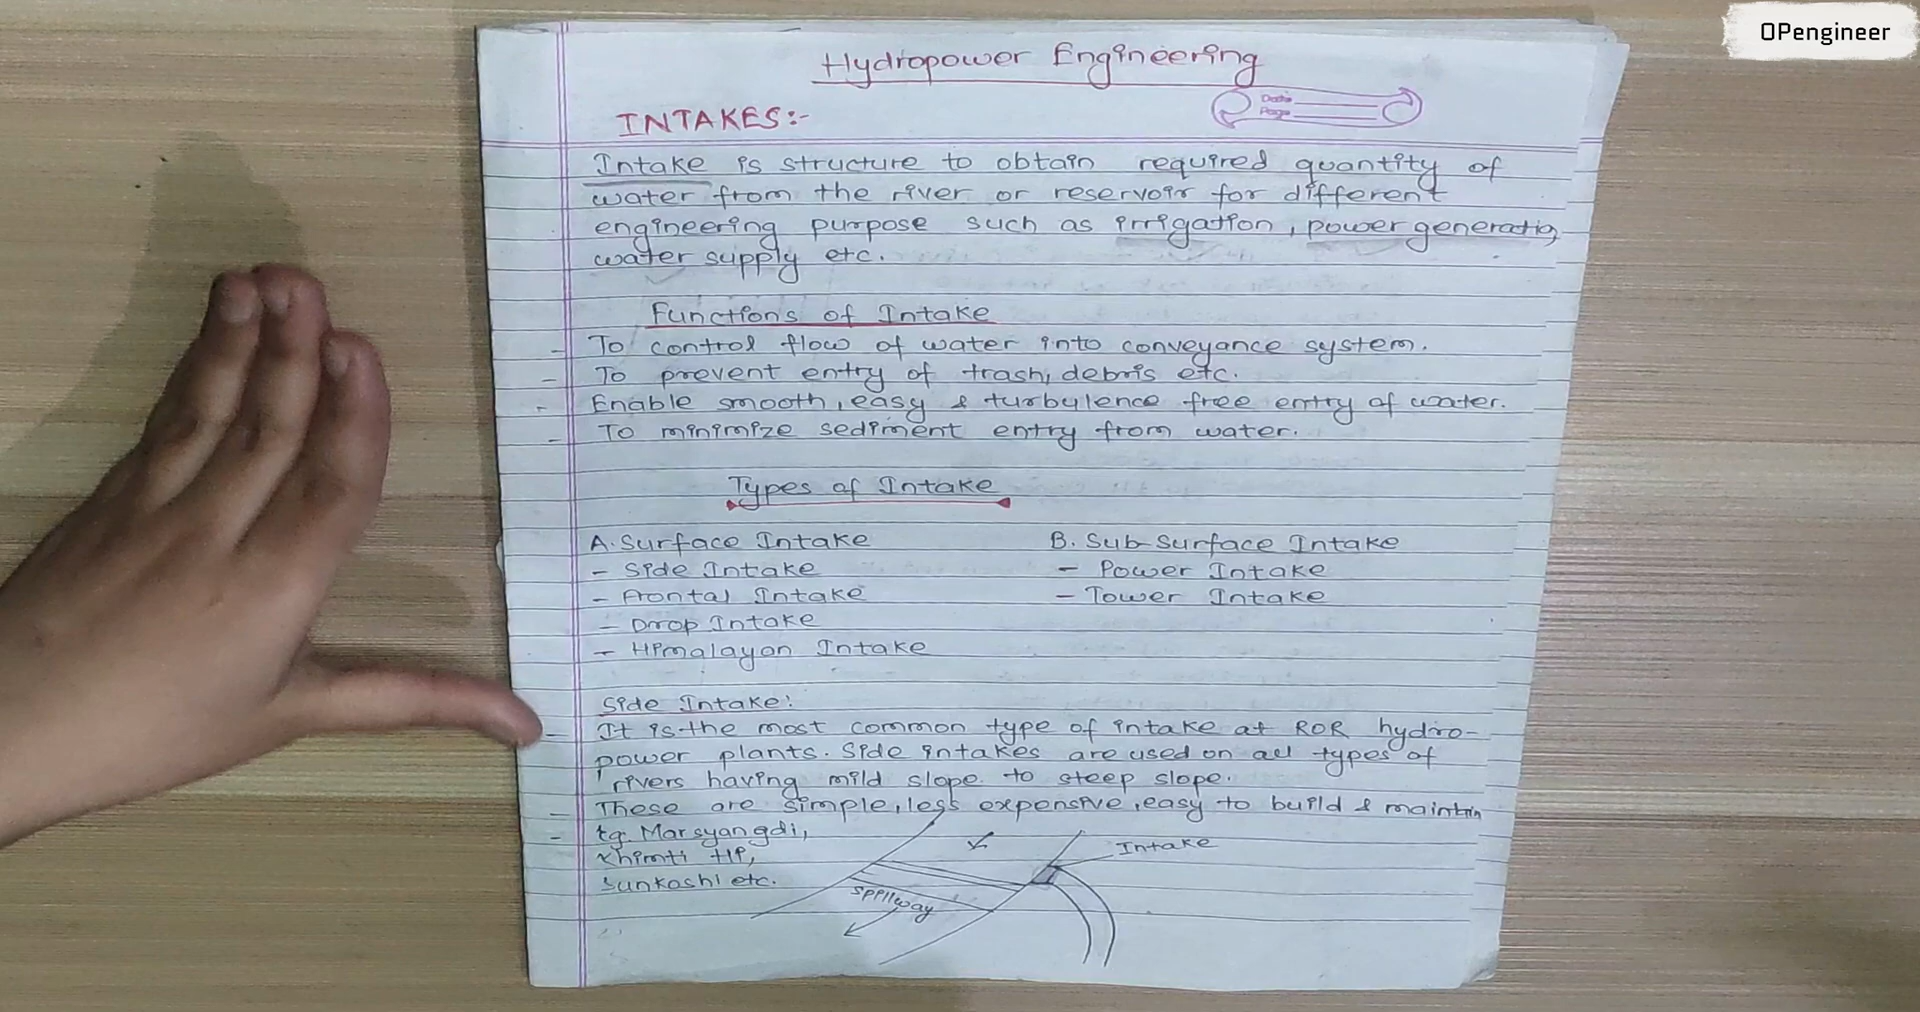 OPengineer
Hydropower Engineering
Date
Page
INTAKES:-
Intake is structure to obtain required quantity of
water from the river or reservoir for different
engineering purpose such as irrigation, power generatio
water supply etc.
Functions of Intake
- To control flow of water into conveyance system.
- To prevent entry of trash, debris etc.
- Enable smooth, easy & turbulence free entry of water.
- To minimize sediment entry from water.
Types of Intake
A. Surface Intake
- Side Intake
- Frontal Intake
- Drop Intake
- Himalayan Intake
B. Sub-Surface Intake
- Power Intake
- Tower Intake
Side Intake:
- It is the most common type of intake at ROR hydro-
power plants. Side intakes are used on all types of
rivers having mild slope to steep slope.
- These are simple, less expensive, easy to build & maintain
- Eg. Marsyangdi,
Khimti HP,
Sunkoshi etc.
Intake
Spillway